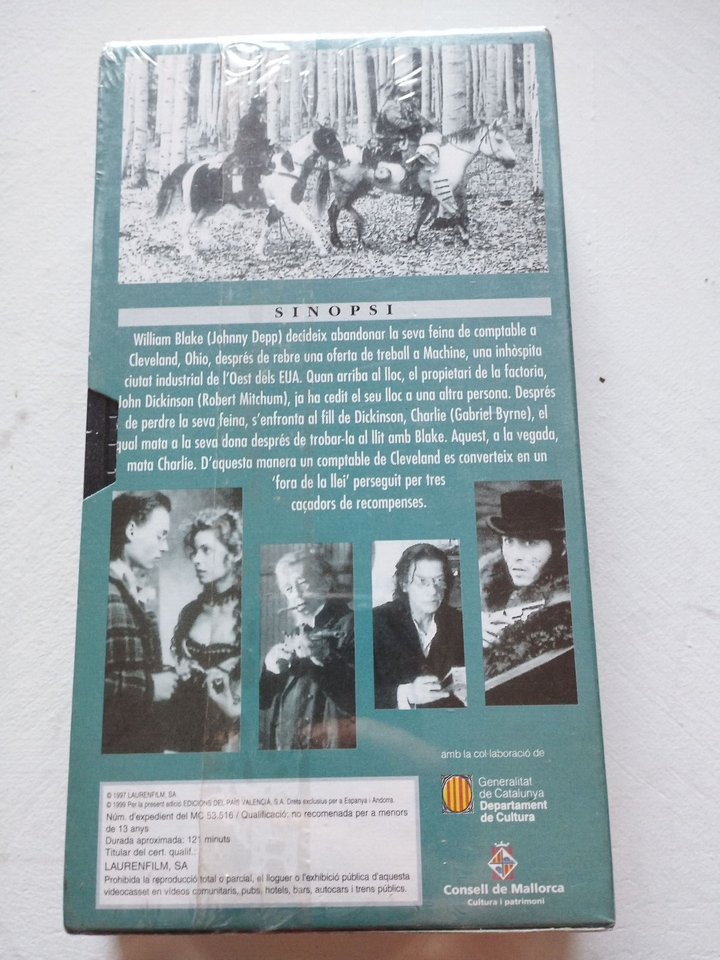 SINOPSI
William Blake (Johnny Depp) decideix abandonar la seva feina de comptable a
Cleveland, Ohio, després de rebre una oferta de treball a Machine, una inhòspita
ciutat industrial de l'Oest dels EUA. Quan arriba al lloc, el propietari de la factoria,
John Dickinson (Robert Mitchum), ja ha cedit el seu lloc a una altra persona. Després
de perdre la seva feina, s'enfronta al fill de Dickinson, Charlie (Gabriel Byrne), el
qual mata a la seva dona després de trobar-la al llit amb Blake. Aquest, a la vegada,
mata Charlie. D'aquesta manera un comptable de Cleveland es converteix en un
'fora de la llei' perseguit per tres
caçadors de recompenses.
amb la col·laboració de
Generalitat
de Catalunya
Departament
de Cultura
Consell de Mallorca
Cultura i patrimoni
© 1997 LAURENFILM, SA
© 1999 Per la present edició EDICIONS DEL PAÍS VALENCIÀ, S.A. Drets exclusius per a Espanya i Andorra.
Núm. d'expedient del MC 53.516 / Qualificació: no recomenada per a menors
de 13 anys
Durada aproximada: 121 minuts
Titular del cert. qualif.:
LAURENFILM, SA
Prohibida la reproducció total o parcial, el lloguer o l'exhibició pública d'aquesta
videocasset en vídeos comunitaris, pubs, hotels, bars, autocars i trens públics.